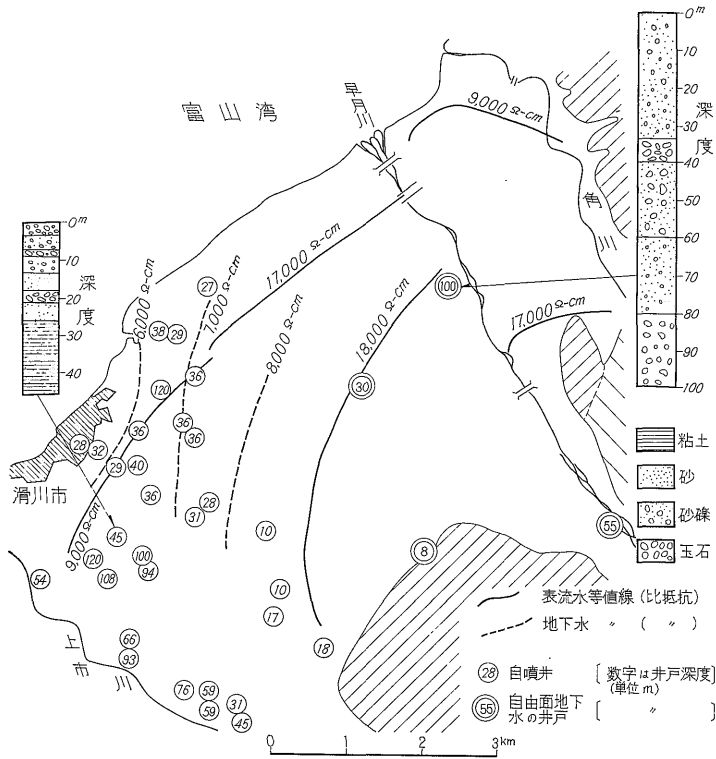 富山湾
早月川
角川
上市川
滑川市
9,000 Ω-cm
17,000 Ω-cm
6,000 Ω-cm
7,000 Ω-cm
8,000 Ω-cm
18,000 Ω-cm
17,000 Ω-cm
9,000 Ω-cm
0m
10
20
30
40
深度
0m
10
20
30
40
50
60
70
80
90
100
深度
27
38
29
36
120
36
36
36
28
32
29
40
36
28
31
45
10
120
108
100
94
54
10
17
18
66
93
76
59
59
31
45
100
30
8
55
粘土
砂
砂礫
玉石
表流水等値線(比抵抗)
地下水 〃 ( 〃 )
28 自噴井 〔数字は井戸深度〕
(単位m)
55 自由面地下水の井戸 〔 〃 〕
0 1 2 3km